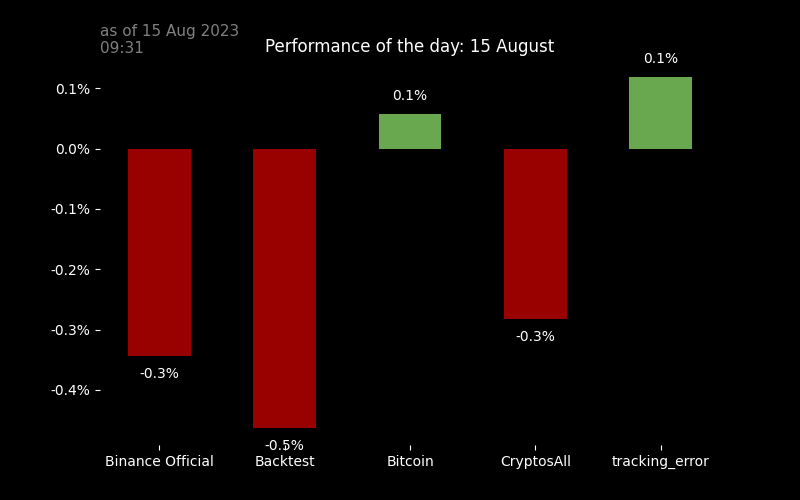 as of 15 Aug 2023
09:31
Performance of the day: 15 August
0.1%
0.1%
0.1%
0.0%
-0.1%
-0.2%
-0.3%
-0.4%
-0.3%
-0.5%
-0.3%
Binance Official
Backtest
Bitcoin
CryptosAll
tracking_error